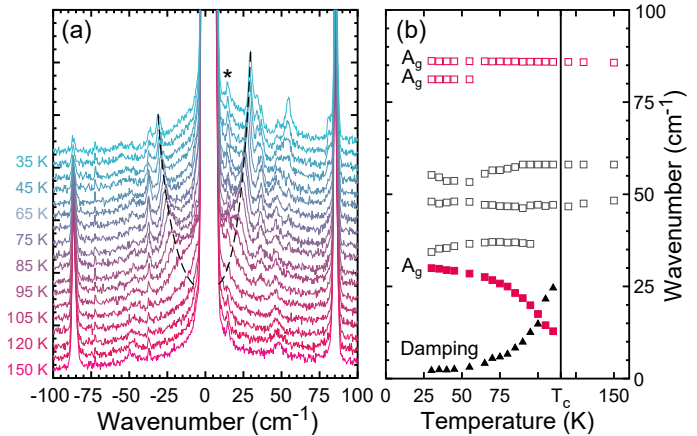 (a)
*
35 K
45 K
65 K
75 K
85 K
95 K
105 K
120 K
150 K
-100 -75 -50 -25 0 25 50 75 100
Wavenumber (cm⁻¹)
(b)
A_g
A_g
A_g
Damping
0 25 50 75 100 T_c 150
Temperature (K)
100
75
50
25
0
Wavenumber (cm⁻¹)